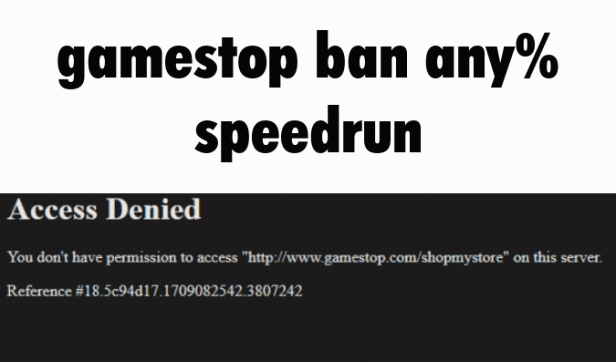 gamestop ban any%
speedrun
Access Denied
You don't have permission to access "http://www.gamestop.com/shopmystore" on this server.
Reference #18.5c94d17.1709082542.3807242